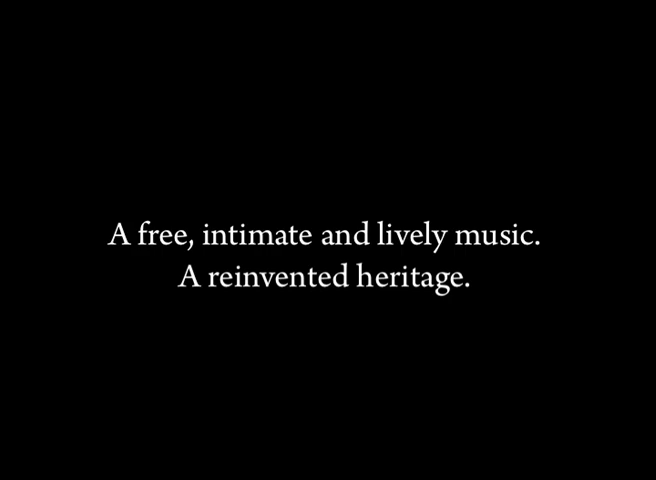 A free, intimate and lively music.
A reinvented heritage.